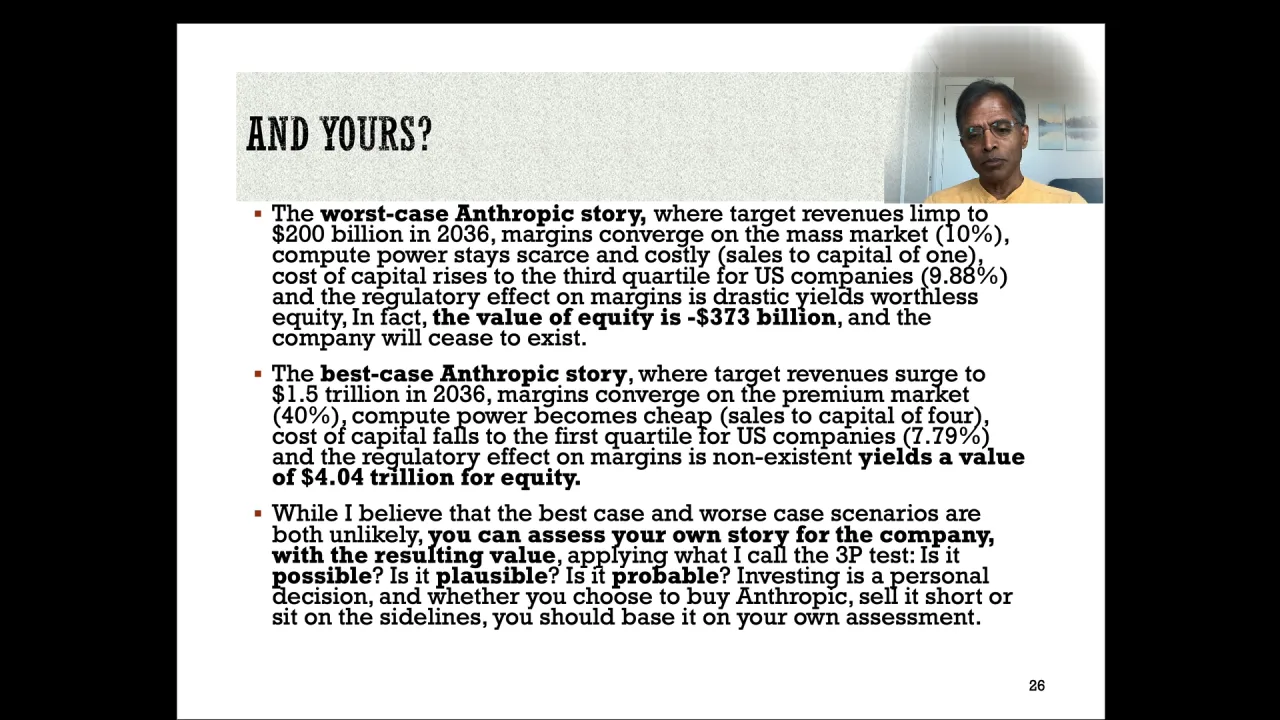 AND YOURS?
▪ The worst-case Anthropic story, where target revenues limp to
$200 billion in 2036, margins converge on the mass market (10%),
compute power stays scarce and costly (sales to capital of one),
cost of capital rises to the third quartile for US companies (9.88%)
and the regulatory effect on margins is drastic yields worthless
equity, In fact, the value of equity is -$373 billion, and the
company will cease to exist.
▪ The best-case Anthropic story, where target revenues surge to
$1.5 trillion in 2036, margins converge on the premium market
(40%), compute power becomes cheap (sales to capital of four),
cost of capital falls to the first quartile for US companies (7.79%)
and the regulatory effect on margins is non-existent yields a value
of $4.04 trillion for equity.
▪ While I believe that the best case and worse case scenarios are
both unlikely, you can assess your own story for the company,
with the resulting value, applying what I call the 3P test: Is it
possible? Is it plausible? Is it probable? Investing is a personal
decision, and whether you choose to buy Anthropic, sell it short or
sit on the sidelines, you should base it on your own assessment.
26